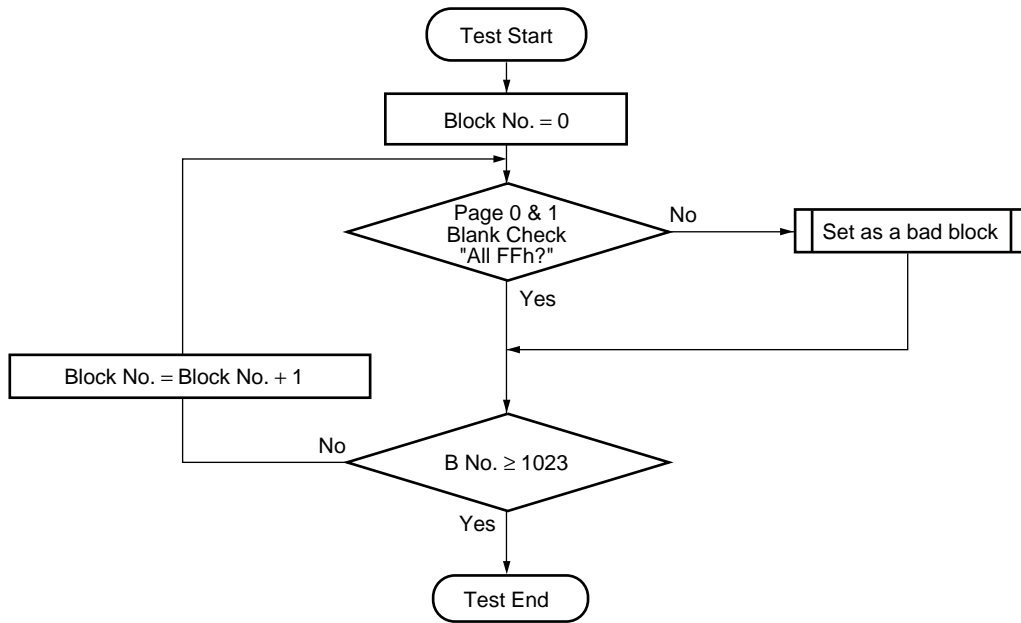 Test Start
Block No. = 0
Page 0 & 1
Blank Check
"All FFh?"
No
Set as a bad block
Yes
Block No. = Block No. + 1
No
B No. ≥ 1023
Yes
Test End